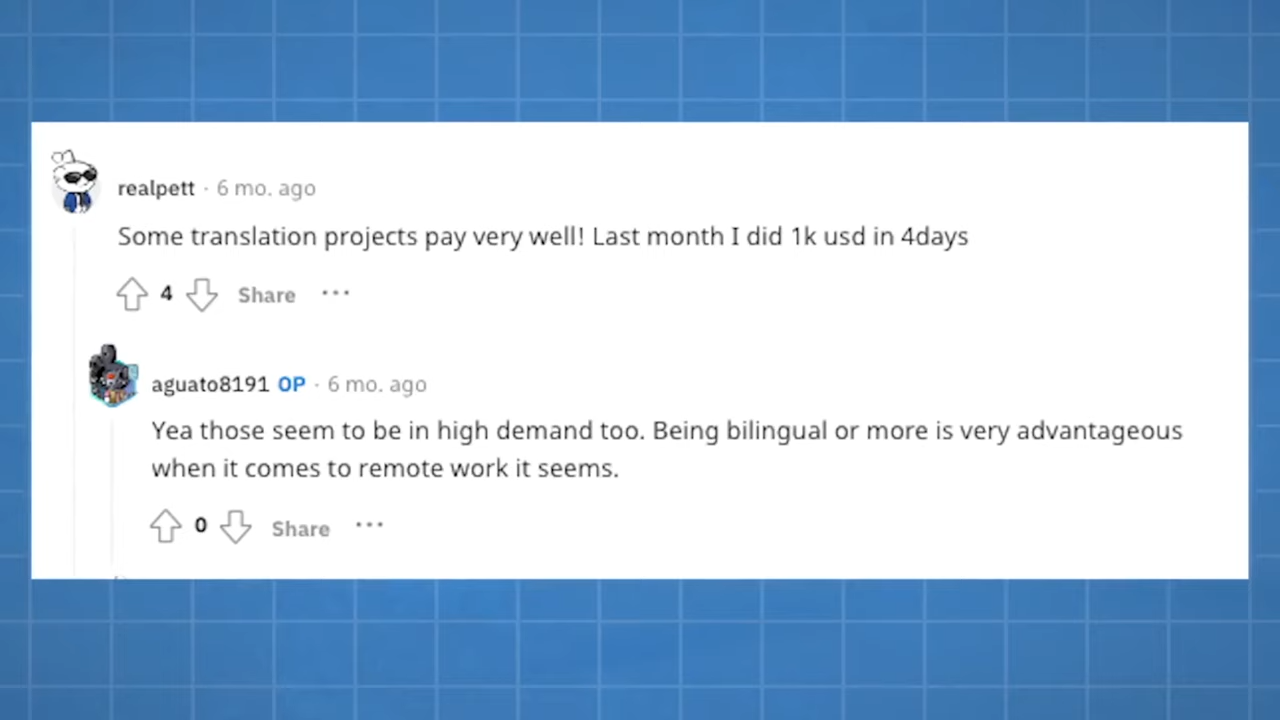 realpett · 6 mo. ago
Some translation projects pay very well! Last month I did 1k usd in 4days
4 Share ···
aguato8191 OP · 6 mo. ago
Yea those seem to be in high demand too. Being bilingual or more is very advantageous
when it comes to remote work it seems.
0 Share ···